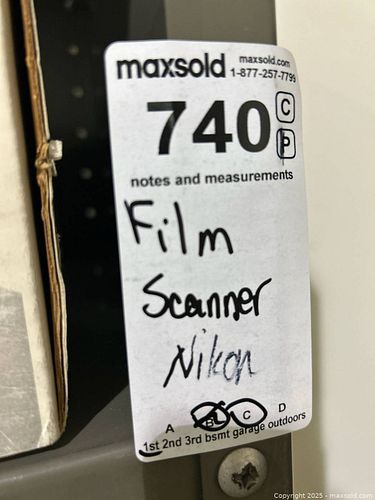 maxsold maxsold.com
1-877-257-7799
740 C
P
notes and measurements
Film
Scanner
Nikon
A BL C D
1st 2nd 3rd bsmt garage outdoors
Copyright 2025 - maxsold.com